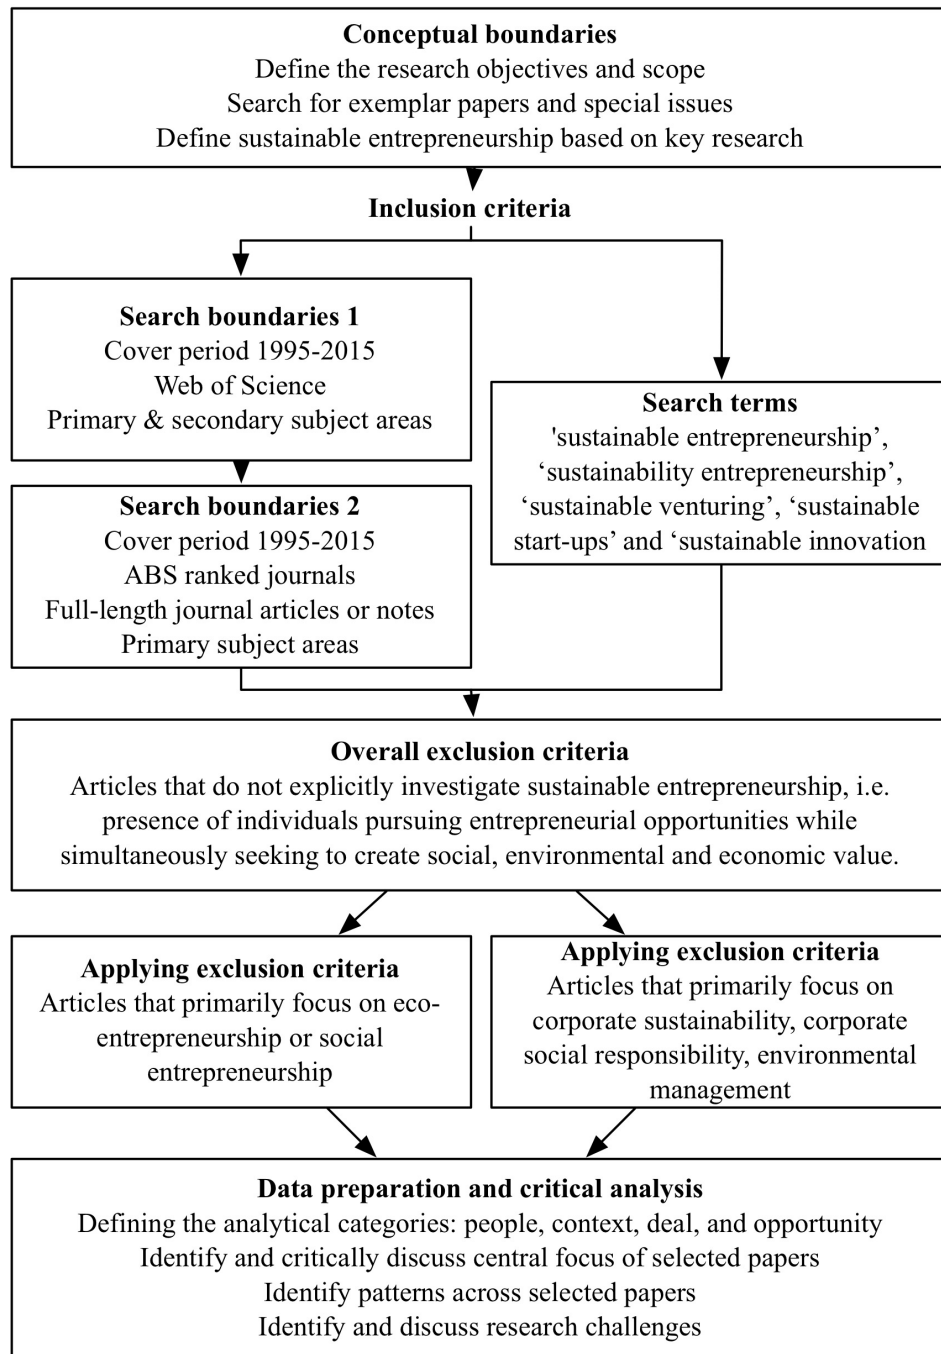 Conceptual boundaries
Define the research objectives and scope
Search for exemplar papers and special issues
Define sustainable entrepreneurship based on key research
Inclusion criteria
Search boundaries 1
Cover period 1995-2015
Web of Science
Primary & secondary subject areas
Search boundaries 2
Cover period 1995-2015
ABS ranked journals
Full-length journal articles or notes
Primary subject areas
Search terms
'sustainable entrepreneurship’,
‘sustainability entrepreneurship’,
‘sustainable venturing’, ‘sustainable
start-ups’ and ‘sustainable innovation
Overall exclusion criteria
Articles that do not explicitly investigate sustainable entrepreneurship, i.e.
presence of individuals pursuing entrepreneurial opportunities while
simultaneously seeking to create social, environmental and economic value.
Applying exclusion criteria
Articles that primarily focus on eco-
entrepreneurship or social
entrepreneurship
Applying exclusion criteria
Articles that primarily focus on
corporate sustainability, corporate
social responsibility, environmental
management
Data preparation and critical analysis
Defining the analytical categories: people, context, deal, and opportunity
Identify and critically discuss central focus of selected papers
Identify patterns across selected papers
Identify and discuss research challenges